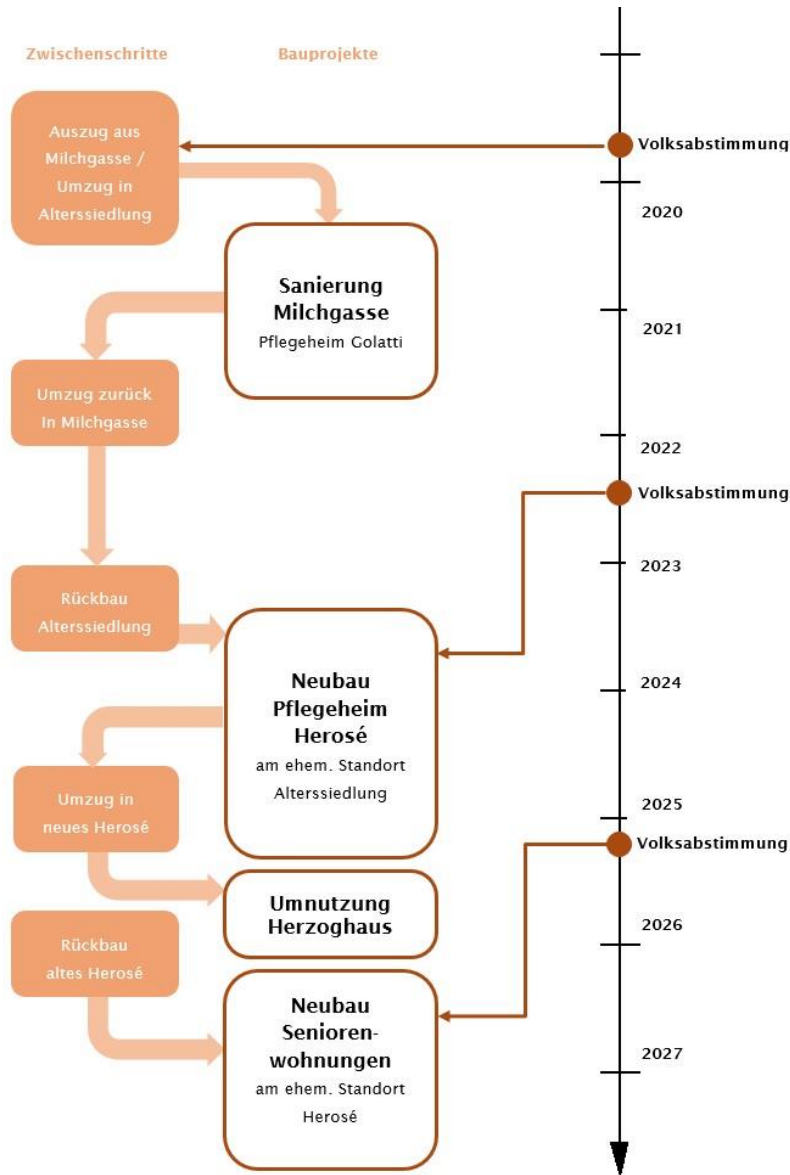 Zwischenschritte
Bauprojekte
Auszug aus
Milchgasse /
Umzug in
Alterssiedlung
Volksabstimmung
2020
Sanierung
Milchgasse
Pflegeheim Golatti
2021
Umzug zurück
In Milchgasse
2022
Volksabstimmung
2023
Rückbau
Alterssiedlung
Neubau
Pflegeheim
Herosé
am ehem. Standort
Alterssiedlung
2024
Umzug in
neues Herosé
2025
Volksabstimmung
Umnutzung
Herzoghaus
2026
Rückbau
altes Herosé
Neubau
Senioren-
wohnungen
am ehem. Standort
Herosé
2027